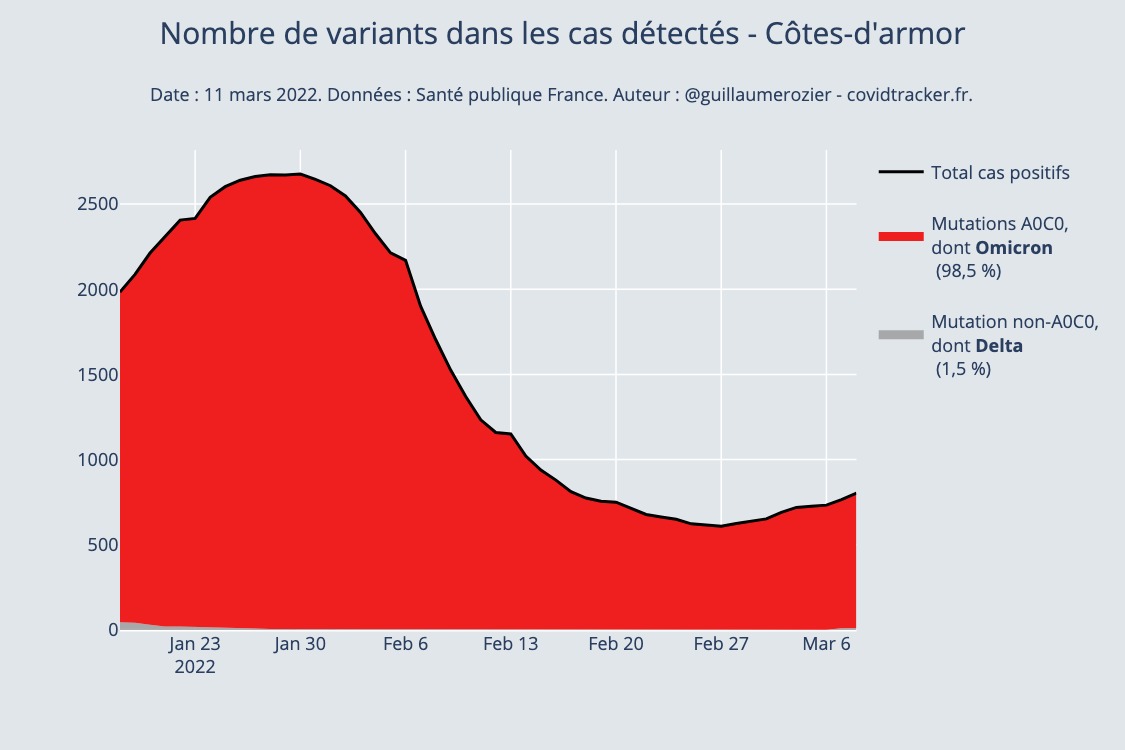 Nombre de variants dans les cas détectés - Côtes-d'armor
Date : 11 mars 2022. Données : Santé publique France. Auteur : @guillaumerozier - covidtracker.fr.
Total cas positifs
Mutations A0C0,
dont Omicron
(98,5 %)
Mutation non-A0C0,
dont Delta
(1,5 %)
2500
2000
1500
1000
500
0
Jan 23
2022
Jan 30
Feb 6
Feb 13
Feb 20
Feb 27
Mar 6